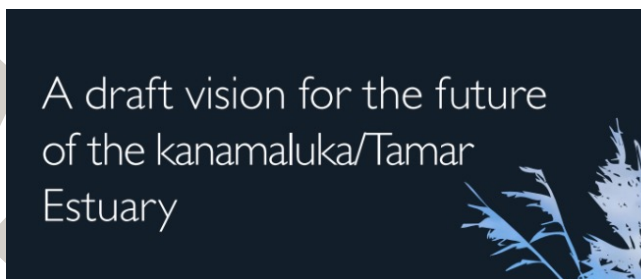 A draft vision for the future
of the kanamaluka/Tamar
Estuary